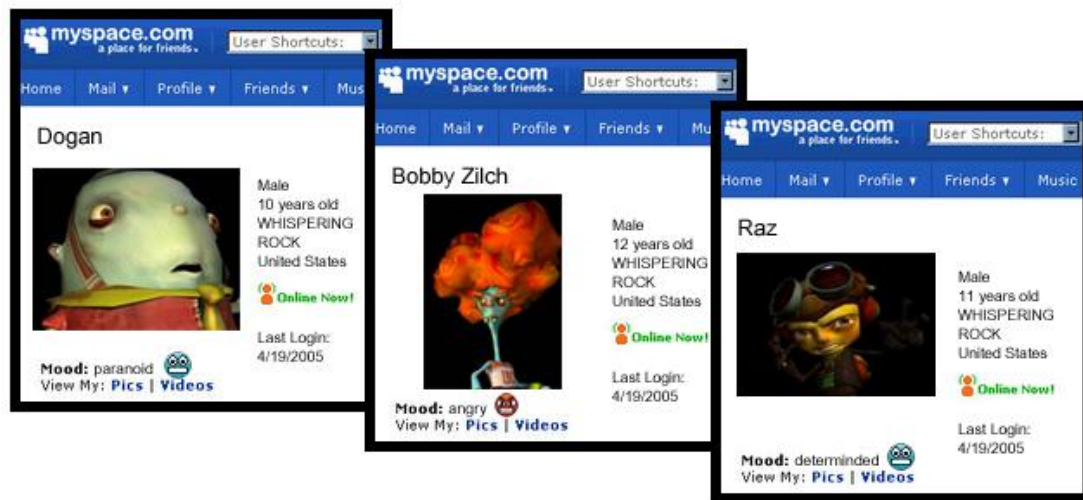 myspace.com
a place for friends.
User Shortcuts:
Home Mail Profile Friends Mus
Dogan
Male
10 years old
WHISPERING
ROCK
United States
Online Now!
Last Login:
4/19/2005
Mood: paranoid
View My: Pics | Videos
myspace.com
a place for friends.
User Shortcuts:
Home Mail Profile Friends Mu
Bobby Zilch
Male
12 years old
WHISPERING
ROCK
United States
Online Now!
Last Login:
4/19/2005
Mood: angry
View My: Pics | Videos
myspace.com
a place for friends.
User Shortcuts:
Home Mail Profile Friends Music
Raz
Male
11 years old
WHISPERING
ROCK
United States
Online Now!
Last Login:
4/19/2005
Mood: determinded
View My: Pics | Videos